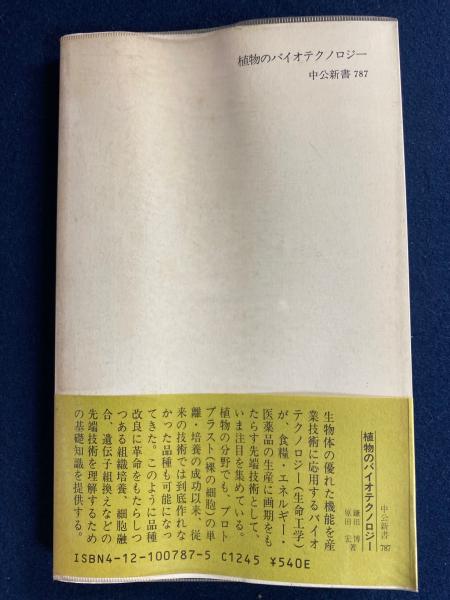 植物のバイオテクノロジー
中公新書 787
中公新書 787
植物のバイオテクノロジー
鎌田 博著
原田 宏
生物体の優れた機能を産
業技術に応用するバイオ
テクノロジー(生命工学)
が、食糧・エネルギー・
医薬品の生産に画期をも
たらす先端技術として、
いま注目を集めている。
植物の分野でも、プロト
プラスト(裸の細胞)の単
離・培養の成功以来、従
来の技術では到底作れな
かった品種も可能になっ
てきた。このように品種
改良に革命をもたらしつ
つある組織培養、細胞融
合、遺伝子組換えなどの
先端技術を理解するため
の基礎知識を提供する。
ISBN4-12-100787-5 C1245 ¥540E